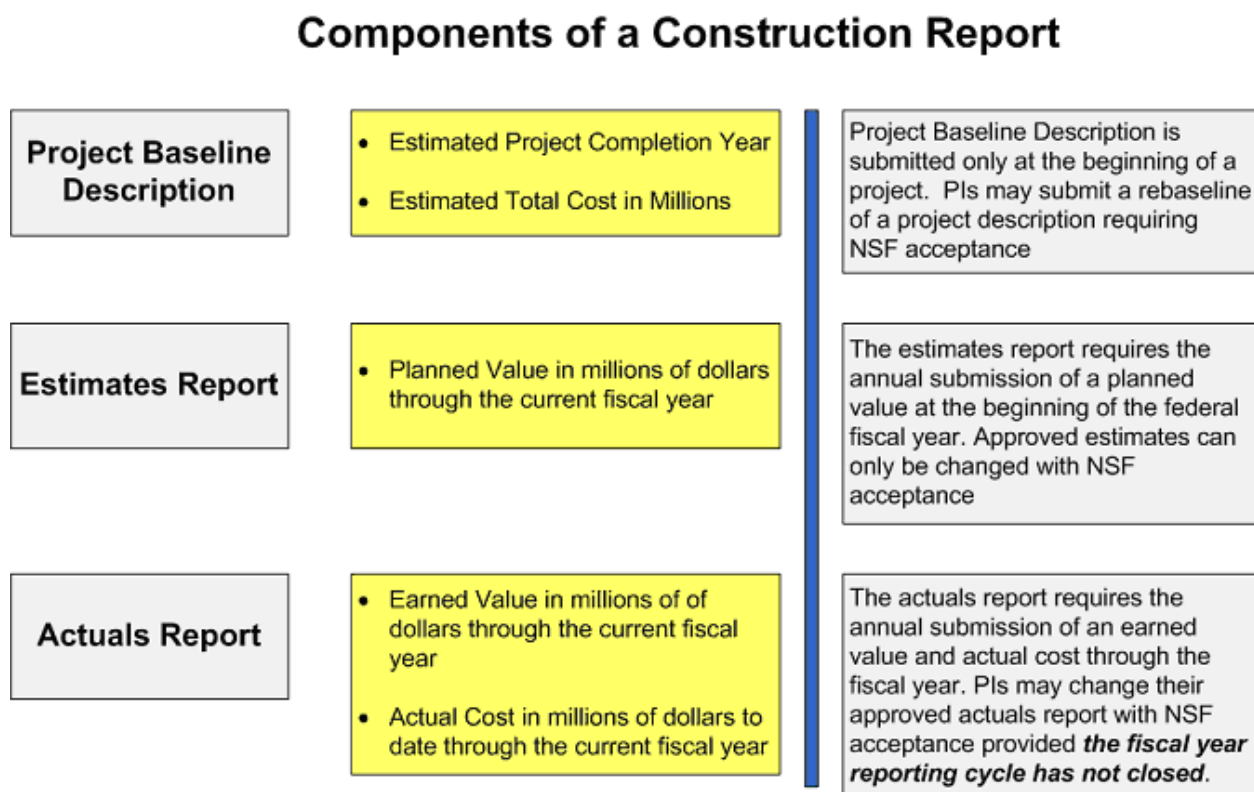 Components of a Construction Report
Project Baseline
Description
• Estimated Project Completion Year
• Estimated Total Cost in Millions
Project Baseline Description is
submitted only at the beginning of a
project.  PIs may submit a rebaseline
of a project description requiring
NSF acceptance
Estimates Report
• Planned Value in millions of dollars
through the current fiscal year
The estimates report requires the
annual submission of a planned
value at the beginning of the federal
fiscal year. Approved estimates can
only be changed with NSF
acceptance
Actuals Report
• Earned Value in millions of of
dollars through the current fiscal
year
• Actual Cost in millions of dollars to
date through the current fiscal year
The actuals report requires the
annual submission of an earned
value and actual cost through the
fiscal year. PIs may change their
approved actuals report with NSF
acceptance provided the fiscal year
reporting cycle has not closed.